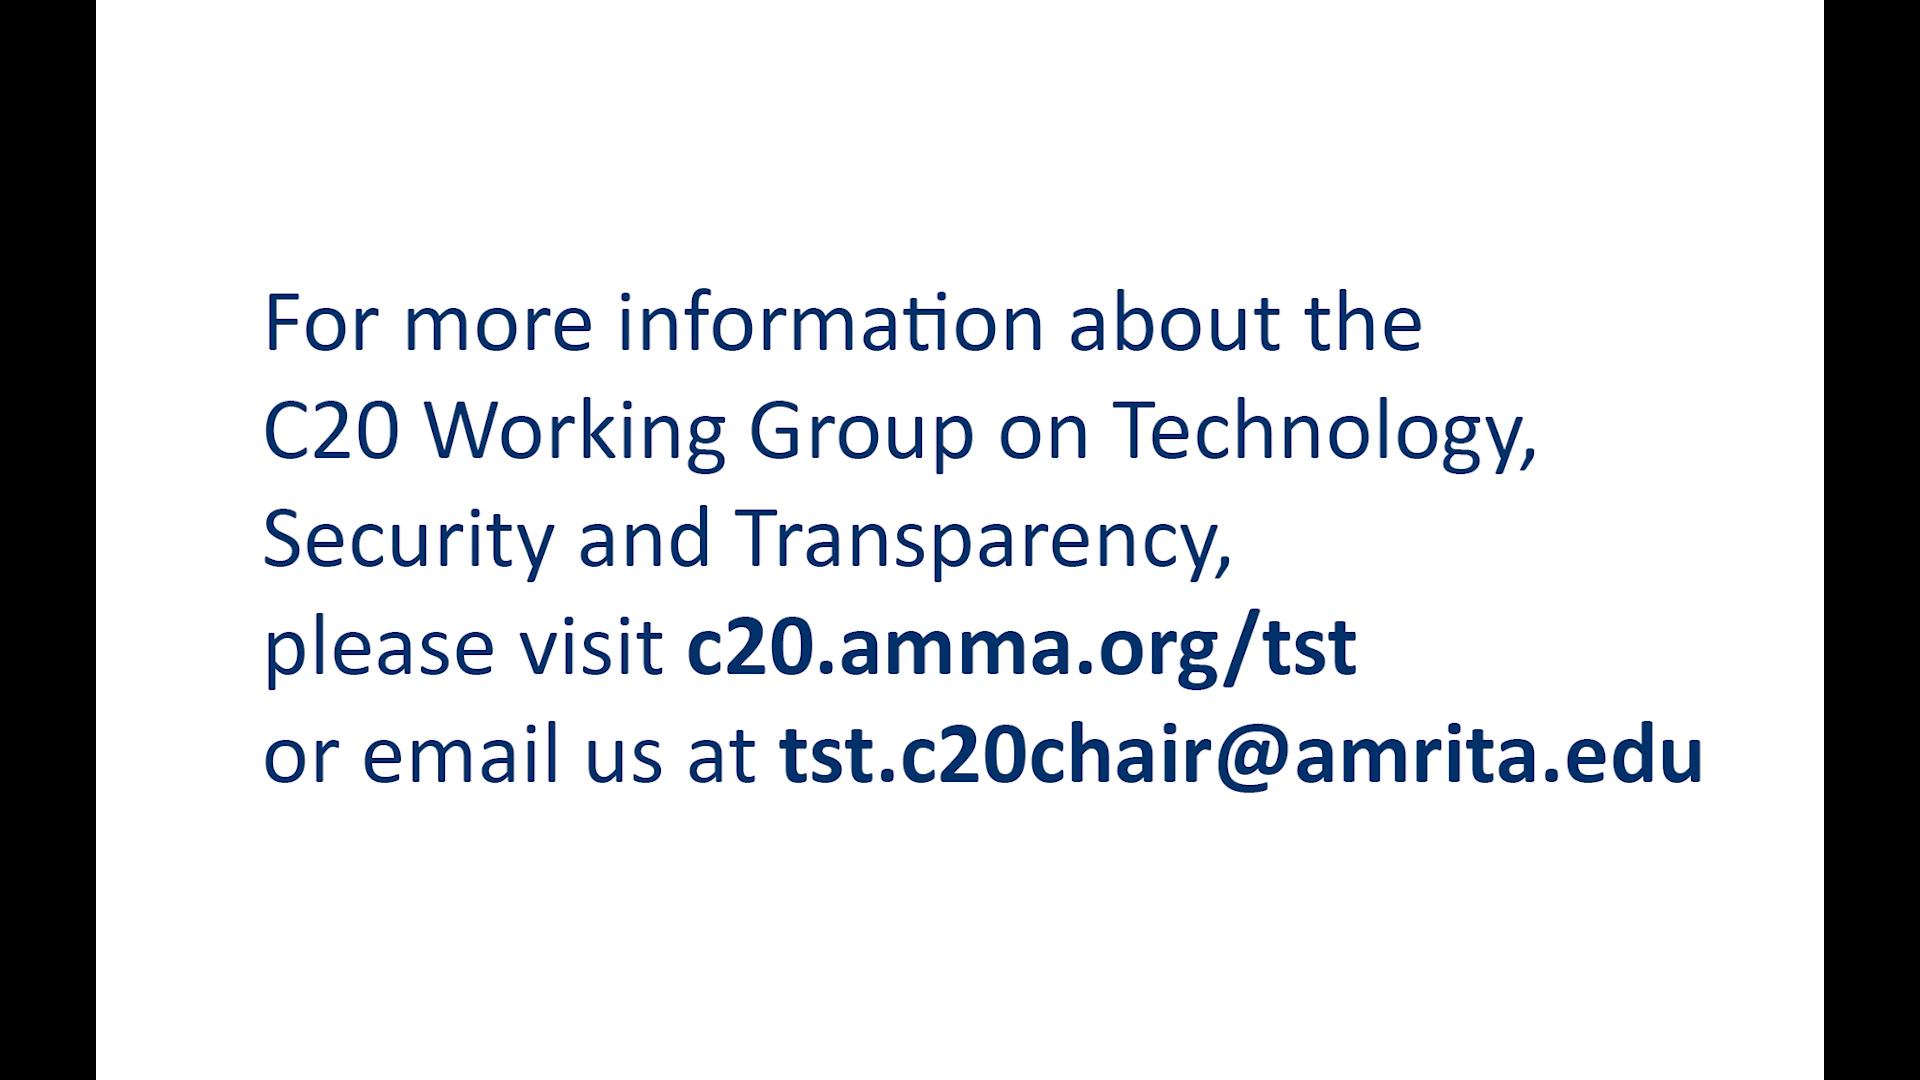 For more information about the
C20 Working Group on Technology,
Security and Transparency,
please visit c20.amma.org/tst
or email us at tst.c20chair@amrita.edu